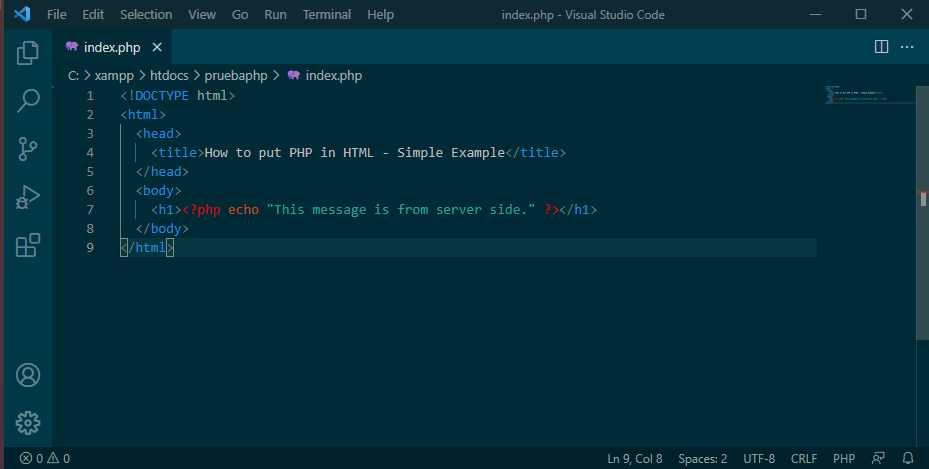 File Edit Selection View Go Run Terminal Help index.php - Visual Studio Code
index.php
C: > xampp > htdocs > pruebaphp > index.php
1 <!DOCTYPE html>
2 <html>
3 <head>
4 <title>How to put PHP in HTML - Simple Example</title>
5 </head>
6 <body>
7 <h1><?php echo "This message is from server side." ?></h1>
8 </body>
9 </html>
0 0 Ln 9, Col 8 Spaces: 2 UTF-8 CRLF PHP